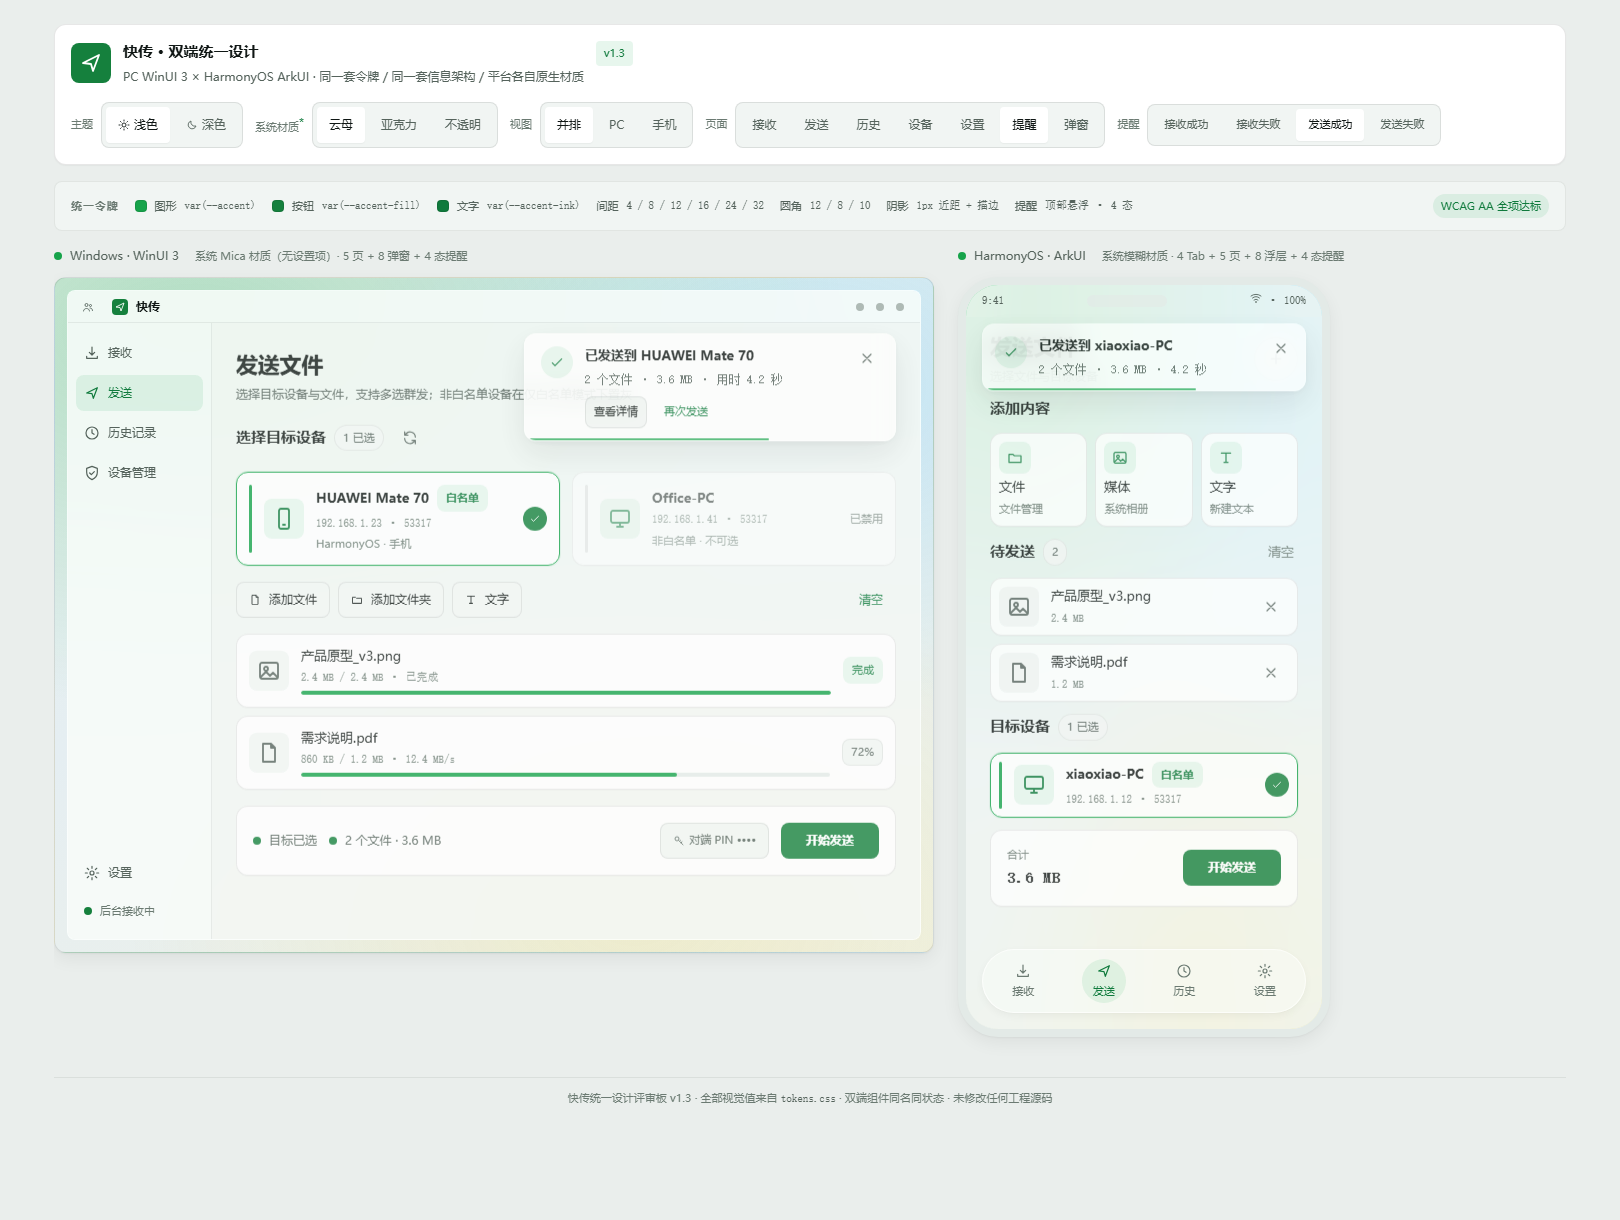 快传 · 双端统一设计
v1.3
PC WinUI 3 × HarmonyOS ArkUI · 同一套令牌 / 同一套信息架构 / 平台各自原生材质
主题 浅色 深色 系统材质* 云母 亚克力 不透明 视图 并排 PC 手机 页面 接收 发送 历史 设备 设置 提醒 弹窗 提醒 接收成功 接收失败 发送成功 发送失败
统一令牌 图形 var(--accent) 按钮 var(--accent-fill) 文字 var(--accent-ink) 间距 4 / 8 / 12 / 16 / 24 / 32 圆角 12 / 8 / 10 阴影 1px 近距 + 描边 提醒 顶部悬浮 · 4 态 WCAG AA 全项达标
Windows · WinUI 3 系统 Mica 材质（无设置项）· 5 页 + 8 弹窗 + 4 态提醒
快传
接收
发送
历史记录
设备管理
设置
后台接收中
发送文件
选择目标设备与文件，支持多选群发；非白名单设备在
已发送到 HUAWEI Mate 70
2 个文件 · 3.6 MB · 用时 4.2 秒
查看详情 再次发送
选择目标设备 1 已选
HUAWEI Mate 70 白名单
192.168.1.23 • 53317
HarmonyOS · 手机
Office-PC
192.168.1.41 • 53317
非白名单 · 不可选
已禁用
添加文件 添加文件夹 文字 清空
产品原型_v3.png
2.4 MB / 2.4 MB • 已完成
完成
需求说明.pdf
860 KB / 1.2 MB • 12.4 MB/s
72%
目标已选 2 个文件 · 3.6 MB 对端 PIN •••• 开始发送
HarmonyOS · ArkUI 系统模糊材质 · 4 Tab + 5 页 + 8 浮层 + 4 态提醒
9:41 • 100%
已发送到 xiaoxiao-PC
2 个文件 · 3.6 MB · 4.2 秒
添加内容
文件
文件管理
媒体
系统相册
文字
新建文本
待发送 2 清空
产品原型_v3.png
2.4 MB
需求说明.pdf
1.2 MB
目标设备 1 已选
xiaoxiao-PC 白名单
192.168.1.12 • 53317
合计
3.6 MB
开始发送
接收 发送 历史 设置
快传统一设计评审板 v1.3 · 全部视觉值来自 tokens.css · 双端组件同名同状态 · 未修改任何工程源码